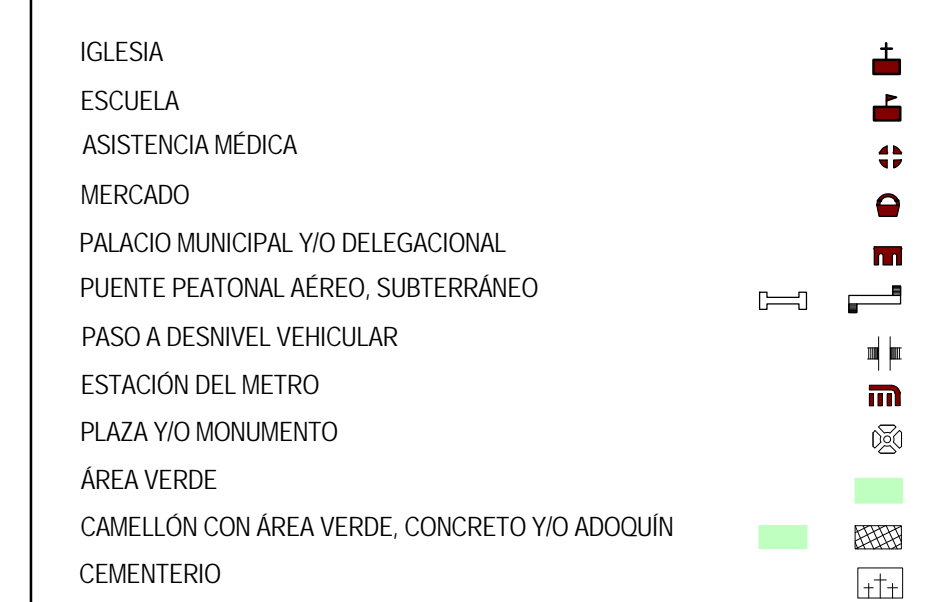 IGLESIA
ESCUELA
ASISTENCIA MÉDICA
MERCADO
PALACIO MUNICIPAL Y/O DELEGACIONAL
PUENTE PEATONAL AÉREO, SUBTERRÁNEO
PASO A DESNIVEL VEHICULAR
ESTACIÓN DEL METRO
PLAZA Y/O MONUMENTO
ÁREA VERDE
CAMELLÓN CON ÁREA VERDE, CONCRETO Y/O ADOQUÍN
CEMENTERIO